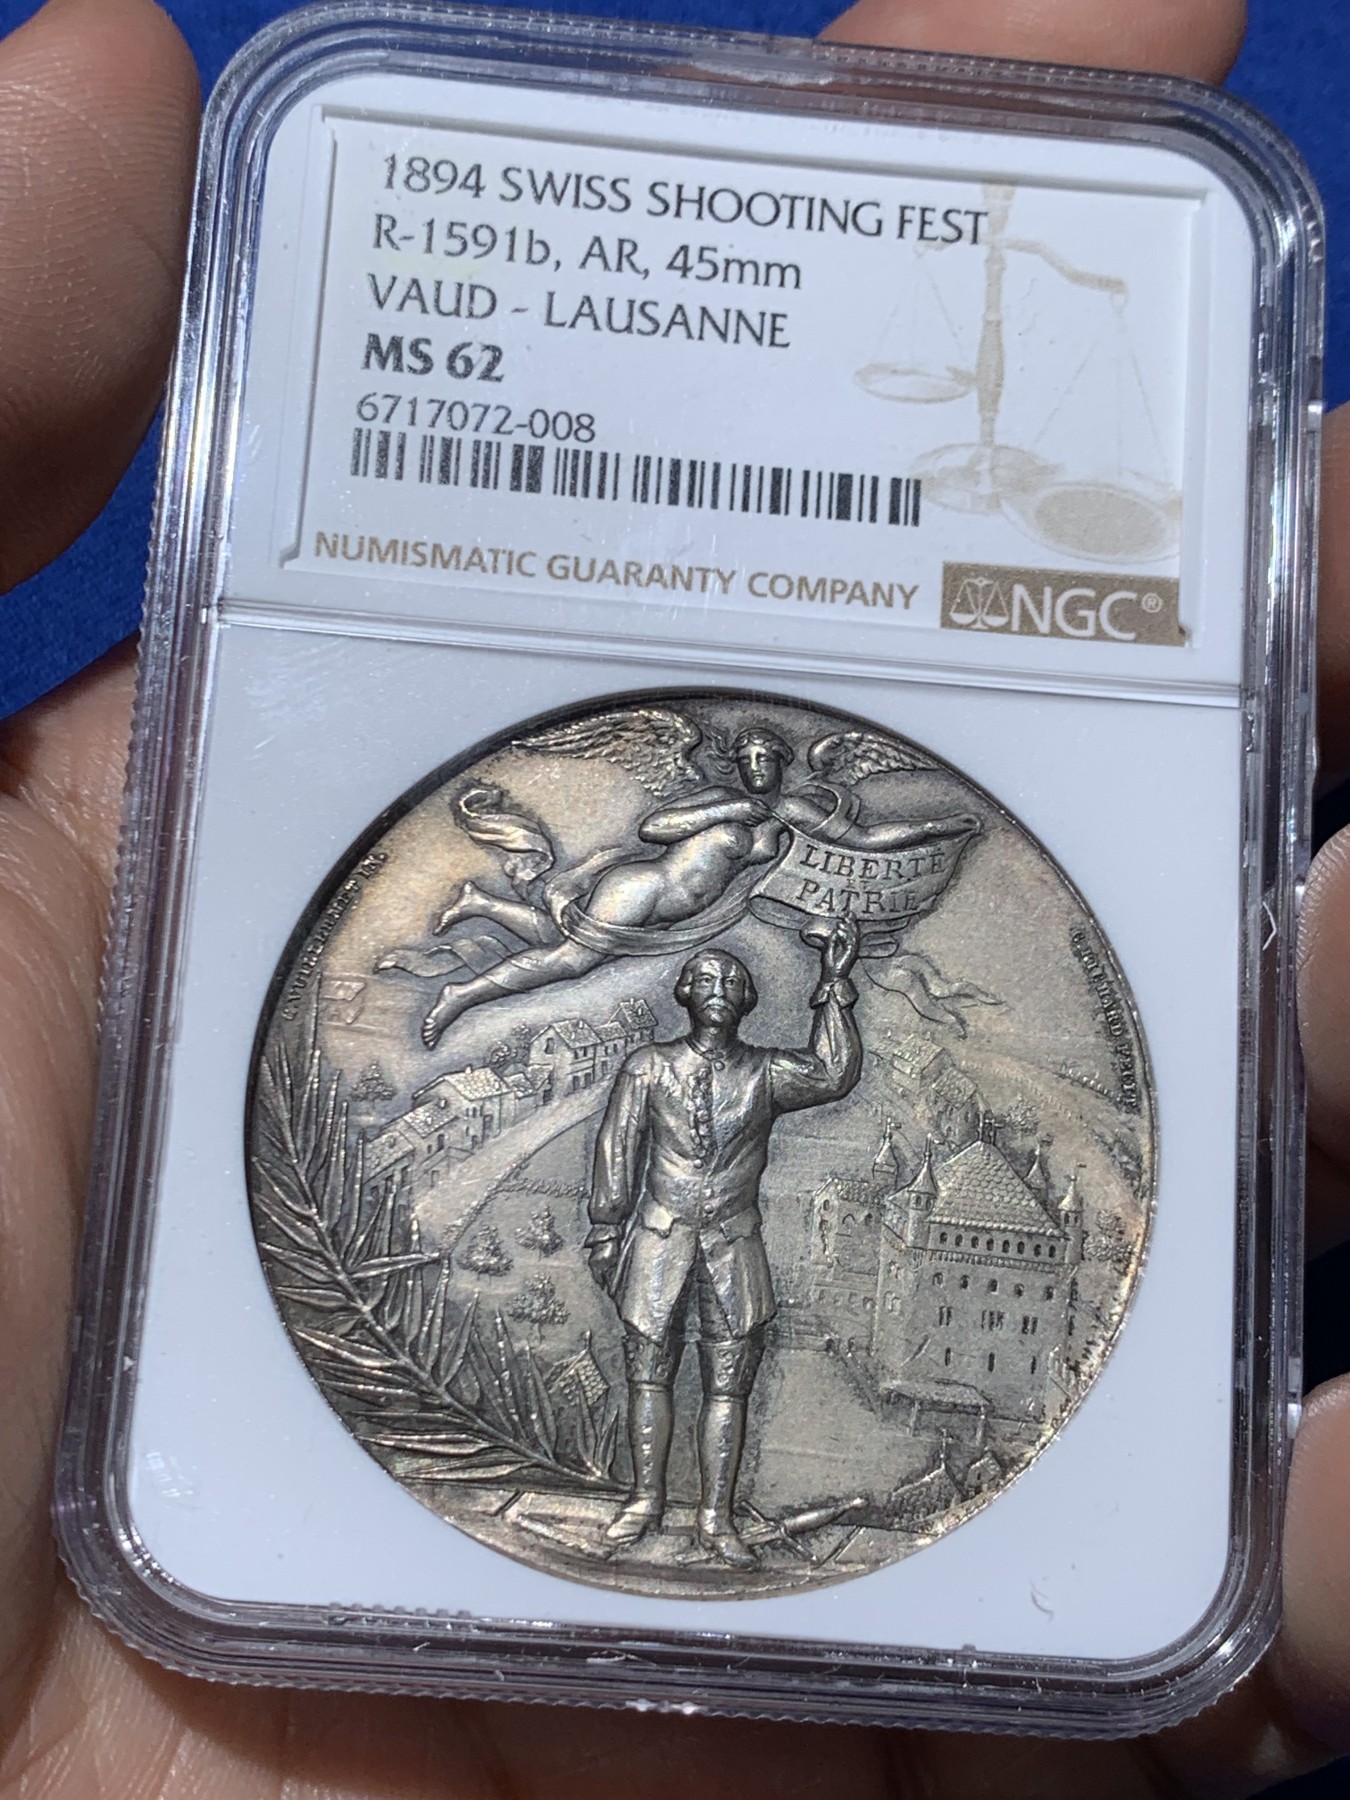 1894 SWISS SHOOTING FEST
R-1591b, AR, 45mm
VAUD - LAUSANNE
MS 62
6717072-008
NUMISMATIC GUARANTY COMPANY
NGC®
LIBERTÉ
ET
PATRIE